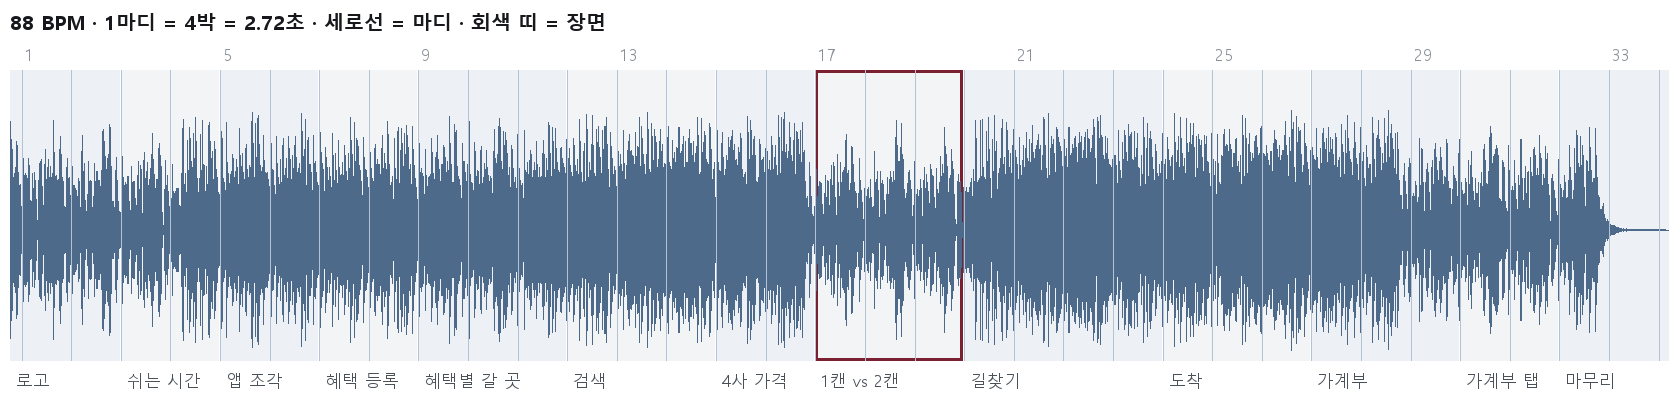 88 BPM · 1마디 = 4박 = 2.72초 · 세로선 = 마디 · 회색 띠 = 장면
1 5 9 13 17 21 25 29 33
로고 쉬는 시간 앱 조각 혜택 등록 혜택별 갈 곳 검색 4사 가격 1캔 vs 2캔 길찾기 도착 가계부 가계부 탭 마무리